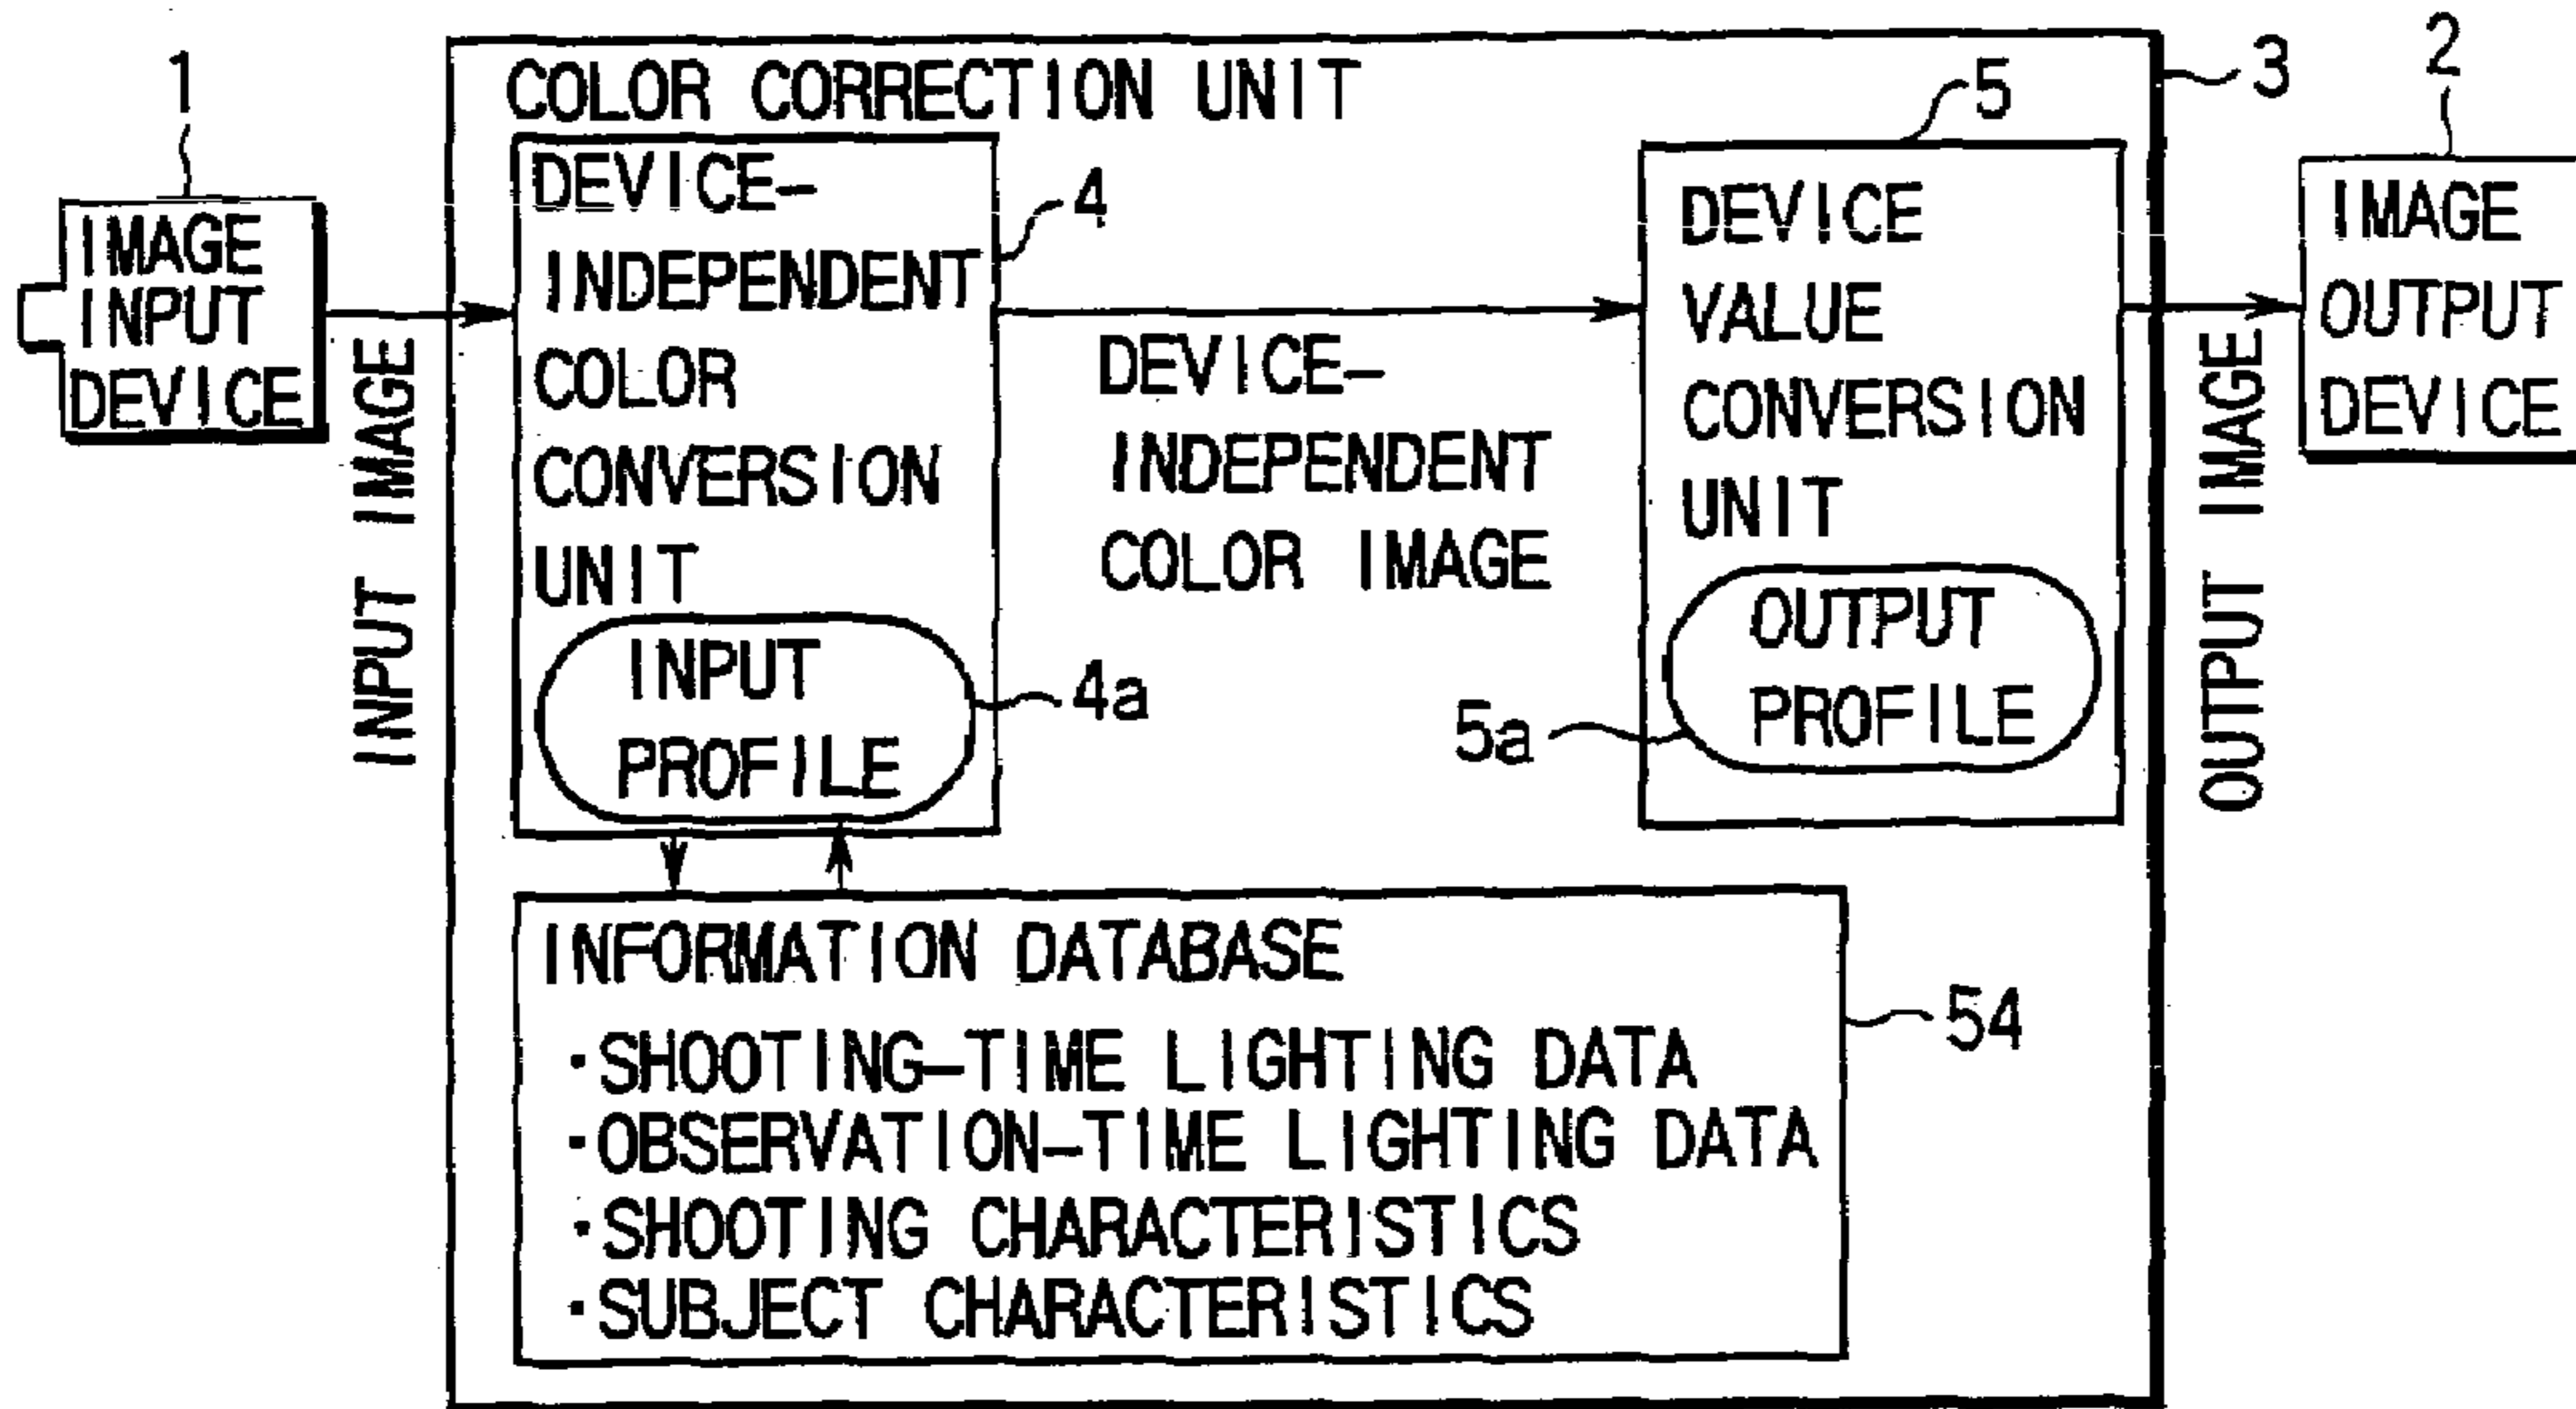 1
IMAGE
INPUT
DEVICE
INPUT IMAGE
COLOR CORRECTION UNIT
3
DEVICE-
INDEPENDENT
COLOR
CONVERSION
UNIT
4
INPUT
PROFILE
4a
DEVICE-
INDEPENDENT
COLOR IMAGE
5
DEVICE
VALUE
CONVERSION
UNIT
OUTPUT
PROFILE
5a
OUTPUT IMAGE
2
IMAGE
OUTPUT
DEVICE
INFORMATION DATABASE
・SHOOTING-TIME LIGHTING DATA
・OBSERVATION-TIME LIGHTING DATA
・SHOOTING CHARACTERISTICS
・SUBJECT CHARACTERISTICS
54